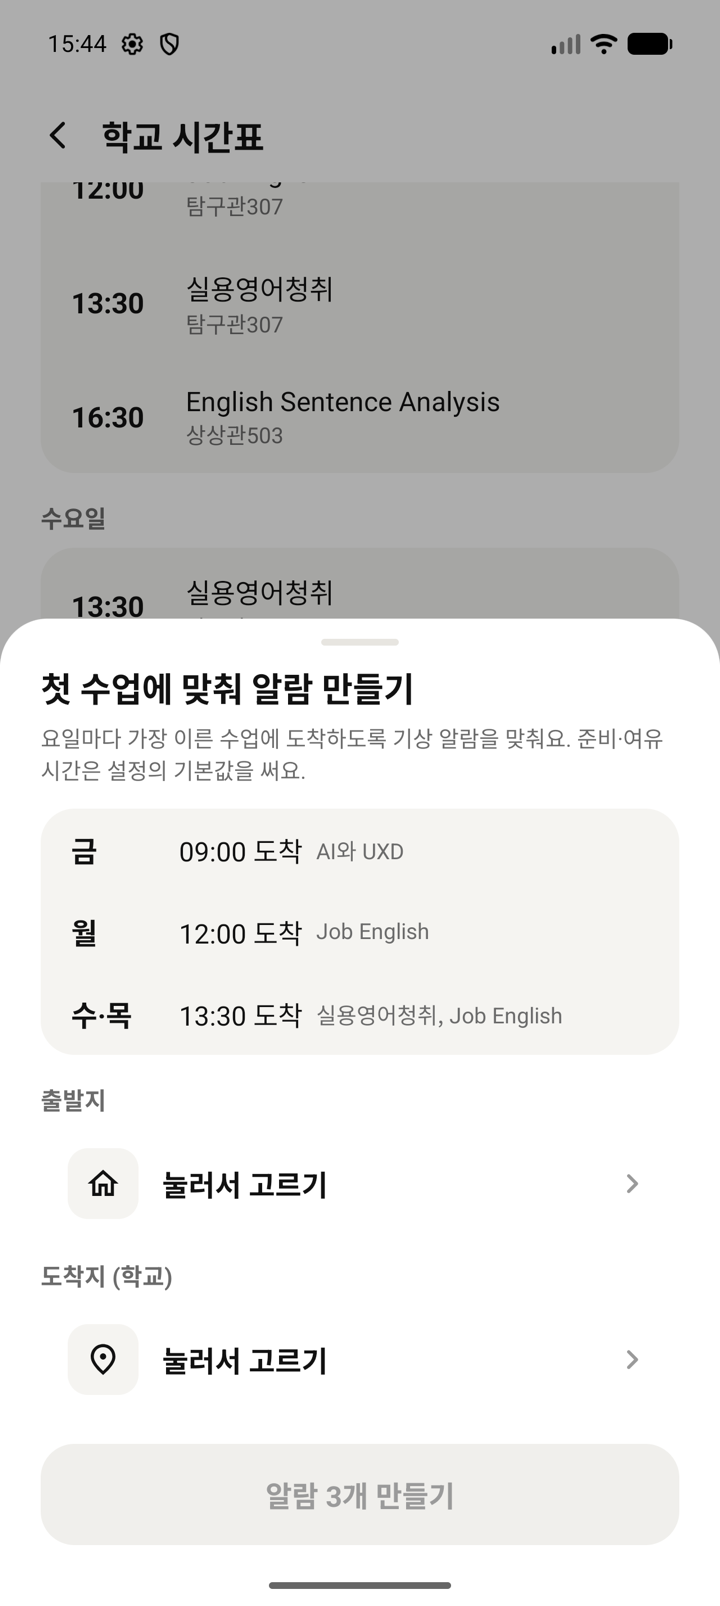 15:44
학교 시간표
12:00
탐구관307
13:30 실용영어청취
탐구관307
16:30 English Sentence Analysis
상상관503
수요일
13:30 실용영어청취
첫 수업에 맞춰 알람 만들기
요일마다 가장 이른 수업에 도착하도록 기상 알람을 맞춰요. 준비·여유
시간은 설정의 기본값을 써요.
금 09:00 도착 AI와 UXD
월 12:00 도착 Job English
수·목 13:30 도착 실용영어청취, Job English
출발지
눌러서 고르기
도착지 (학교)
눌러서 고르기
알람 3개 만들기